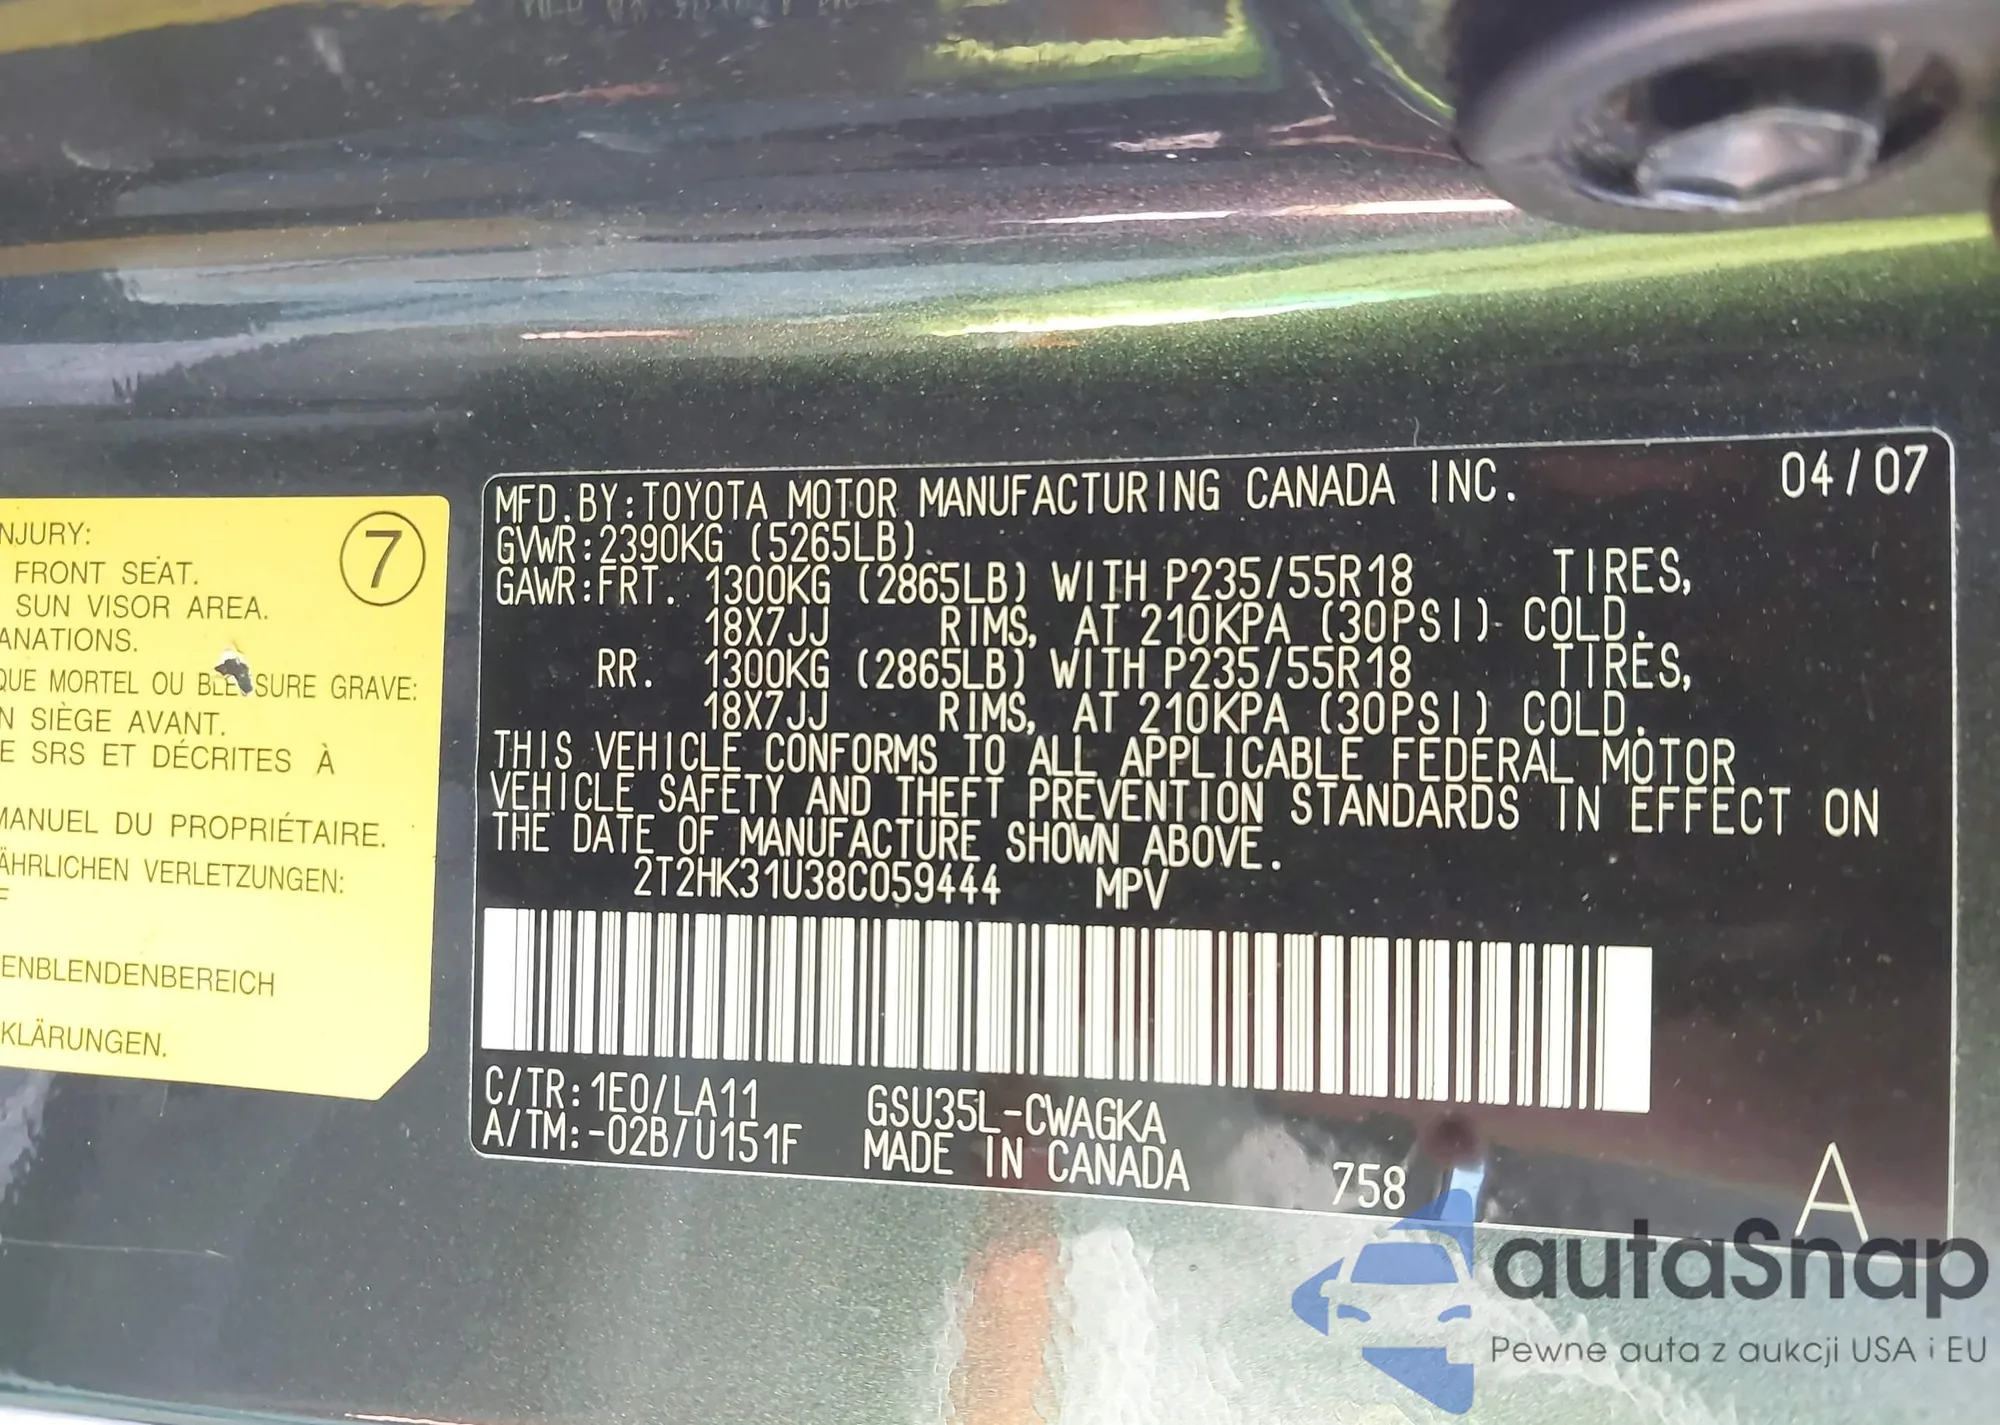 NJURY:
7
FRONT SEAT.
SUN VISOR AREA.
ANATIONS.
QUE MORTEL OU BLESSURE GRAVE:
N SIÈGE AVANT.
E SRS ET DÉCRITES À
MANUEL DU PROPRIÉTAIRE.
ÄHRLICHEN VERLETZUNGEN:
ENBLENDENBEREICH
KLÄRUNGEN.
MFD.BY:TOYOTA MOTOR MANUFACTURING CANADA INC. 04/07
GVWR:2390KG (5265LB)
GAWR:FRT. 1300KG (2865LB) WITH P235/55R18 TIRES,
18X7JJ RIMS, AT 210KPA (30PSI) COLD.
RR. 1300KG (2865LB) WITH P235/55R18 TIRES,
18X7JJ RIMS, AT 210KPA (30PSI) COLD.
THIS VEHICLE CONFORMS TO ALL APPLICABLE FEDERAL MOTOR
VEHICLE SAFETY AND THEFT PREVENTION STANDARDS IN EFFECT ON
THE DATE OF MANUFACTURE SHOWN ABOVE.
2T2HK31U38C059444 MPV
C/TR:1E0/LA11 GSU35L-CWAGKA
A/TM:-02B/U151F MADE IN CANADA 758 A
autaSnap
Pewne auta z aukcji USA i EU